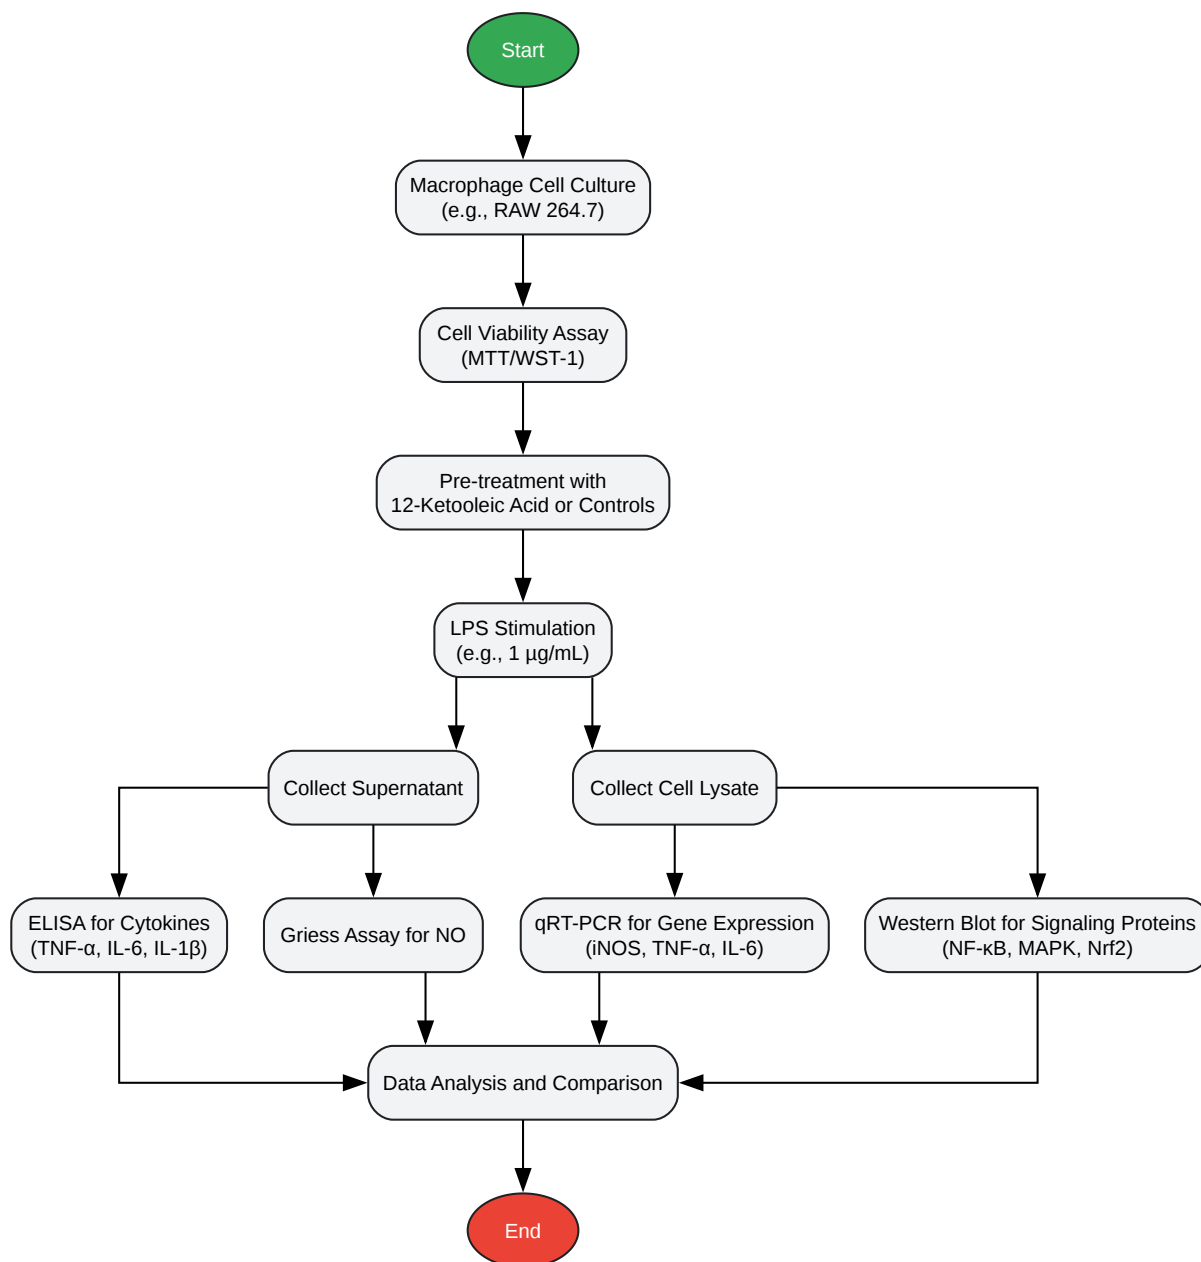 Start
Macrophage Cell Culture
(e.g., RAW 264.7)
Cell Viability Assay
(MTT/WST-1)
Pre-treatment with
12-Ketooleic Acid or Controls
LPS Stimulation
(e.g., 1 µg/mL)
Collect Supernatant
Collect Cell Lysate
ELISA for Cytokines
(TNF-α, IL-6, IL-1β)
Griess Assay for NO
qRT-PCR for Gene Expression
(iNOS, TNF-α, IL-6)
Western Blot for Signaling Proteins
(NF-κB, MAPK, Nrf2)
Data Analysis and Comparison
End